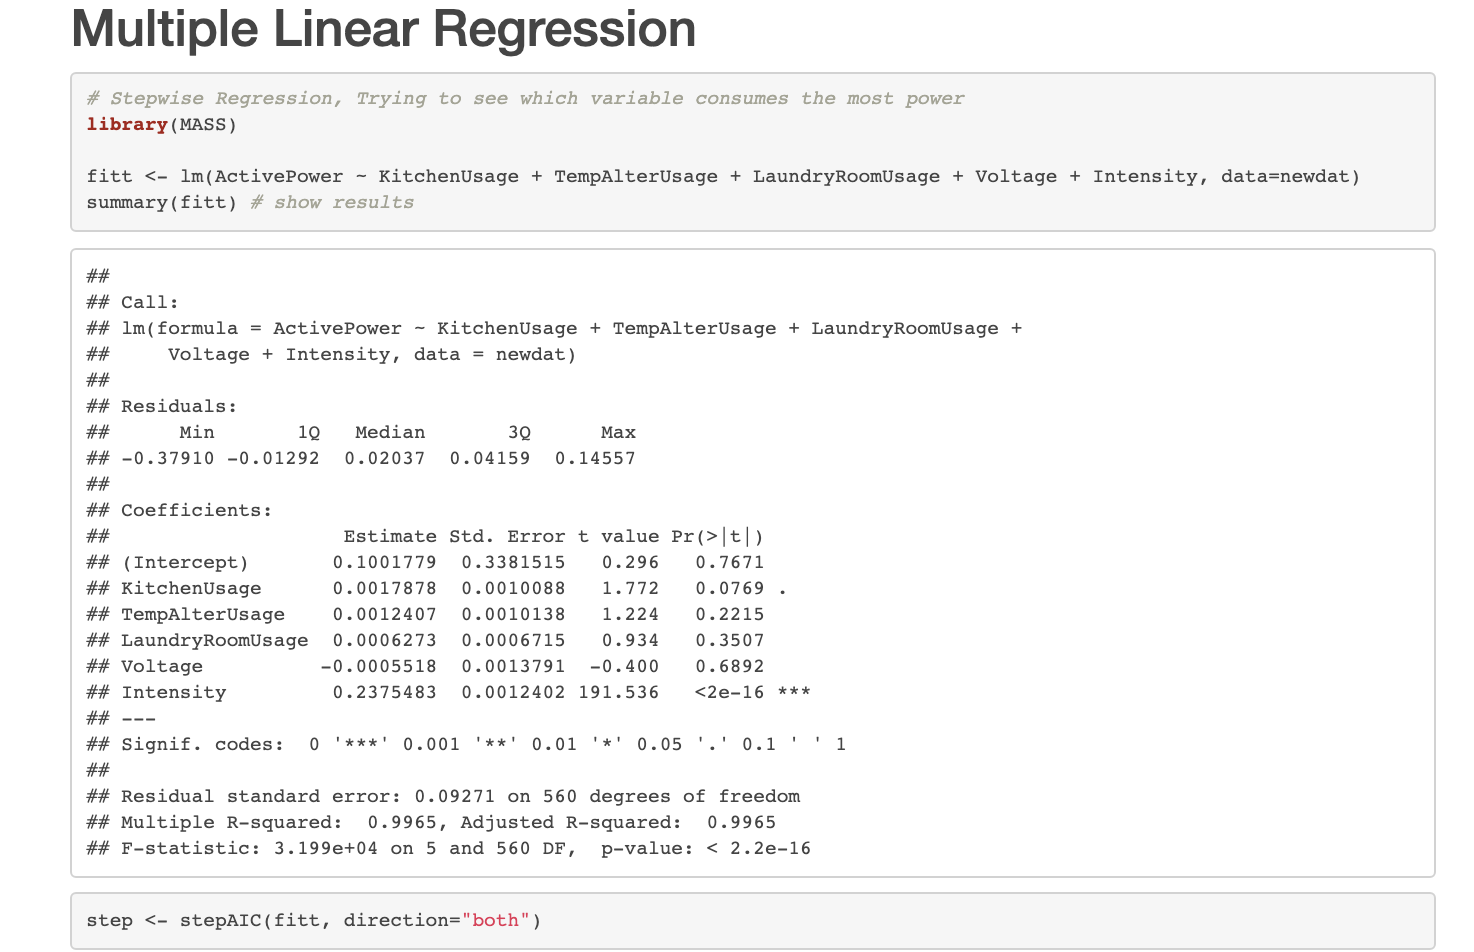 Multiple Linear Regression
# Stepwise Regression, Trying to see which variable consumes the most power
library(MASS)
fitt <- lm(ActivePower ~ KitchenUsage + TempAlterUsage + LaundryRoomUsage + Voltage + Intensity, data=newdat)
summary(fitt) # show results
##
## Call:
## lm(formula = ActivePower ~ KitchenUsage + TempAlterUsage + LaundryRoomUsage +
##     Voltage + Intensity, data = newdat)
##
## Residuals:
##      Min       1Q   Median       3Q      Max
## -0.37910 -0.01292  0.02037  0.04159  0.14557
##
## Coefficients:
##                    Estimate Std. Error t value Pr(>|t|)
## (Intercept)       0.1001779  0.3381515   0.296   0.7671
## KitchenUsage      0.0017878  0.0010088   1.772   0.0769 .
## TempAlterUsage    0.0012407  0.0010138   1.224   0.2215
## LaundryRoomUsage  0.0006273  0.0006715   0.934   0.3507
## Voltage          -0.0005518  0.0013791  -0.400   0.6892
## Intensity         0.2375483  0.0012402 191.536   <2e-16 ***
## ---
## Signif. codes:  0 '***' 0.001 '**' 0.01 '*' 0.05 '.' 0.1 ' ' 1
##
## Residual standard error: 0.09271 on 560 degrees of freedom
## Multiple R-squared:  0.9965, Adjusted R-squared:  0.9965
## F-statistic: 3.199e+04 on 5 and 560 DF,  p-value: < 2.2e-16
step <- stepAIC(fitt, direction="both")